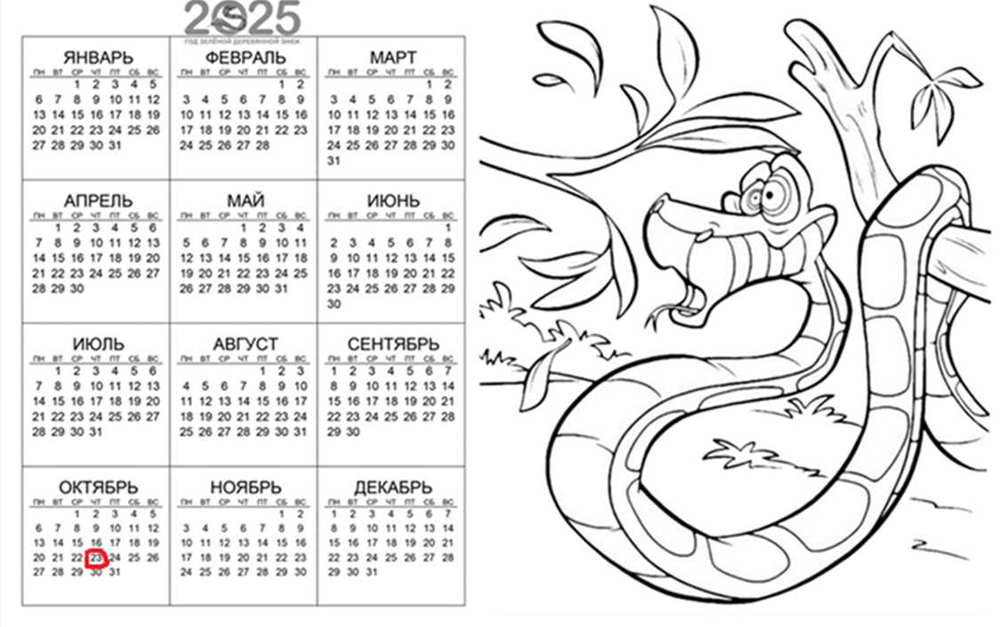 2025
ГОД ЗЕЛЁНОЙ ДЕРЕВЯННОЙ ЗМЕИ
ЯНВАРЬ
ПН ВТ СР ЧТ ПТ СБ ВС
1 2 3 4 5
6 7 8 9 10 11 12
13 14 15 16 17 18 19
20 21 22 23 24 25 26
27 28 29 30 31
ФЕВРАЛЬ
ПН ВТ СР ЧТ ПТ СБ ВС
1 2
3 4 5 6 7 8 9
10 11 12 13 14 15 16
17 18 19 20 21 22 23
24 25 26 27 28
МАРТ
ПН ВТ СР ЧТ ПТ СБ ВС
1 2
3 4 5 6 7 8 9
10 11 12 13 14 15 16
17 18 19 20 21 22 23
24 25 26 27 28 29 30
31
АПРЕЛЬ
ПН ВТ СР ЧТ ПТ СБ ВС
1 2 3 4 5 6
7 8 9 10 11 12 13
14 15 16 17 18 19 20
21 22 23 24 25 26 27
28 29 30
МАЙ
ПН ВТ СР ЧТ ПТ СБ ВС
1 2 3 4
5 6 7 8 9 10 11
12 13 14 15 16 17 18
19 20 21 22 23 24 25
26 27 28 29 30 31
ИЮНЬ
ПН ВТ СР ЧТ ПТ СБ ВС
1
2 3 4 5 6 7 8
9 10 11 12 13 14 15
16 17 18 19 20 21 22
23 24 25 26 27 28 29
30
ИЮЛЬ
ПН ВТ СР ЧТ ПТ СБ ВС
1 2 3 4 5 6
7 8 9 10 11 12 13
14 15 16 17 18 19 20
21 22 23 24 25 26 27
28 29 30 31
АВГУСТ
ПН ВТ СР ЧТ ПТ СБ ВС
1 2 3
4 5 6 7 8 9 10
11 12 13 14 15 16 17
18 19 20 21 22 23 24
25 26 27 28 29 30 31
СЕНТЯБРЬ
ПН ВТ СР ЧТ ПТ СБ ВС
1 2 3 4 5 6 7
8 9 10 11 12 13 14
15 16 17 18 19 20 21
22 23 24 25 26 27 28
29 30
ОКТЯБРЬ
ПН ВТ СР ЧТ ПТ СБ ВС
1 2 3 4 5
6 7 8 9 10 11 12
13 14 15 16 17 18 19
20 21 22 23 24 25 26
27 28 29 30 31
НОЯБРЬ
ПН ВТ СР ЧТ ПТ СБ ВС
1 2
3 4 5 6 7 8 9
10 11 12 13 14 15 16
17 18 19 20 21 22 23
24 25 26 27 28 29 30
ДЕКАБРЬ
ПН ВТ СР ЧТ ПТ СБ ВС
1 2 3 4 5 6 7
8 9 10 11 12 13 14
15 16 17 18 19 20 21
22 23 24 25 26 27 28
29 30 31